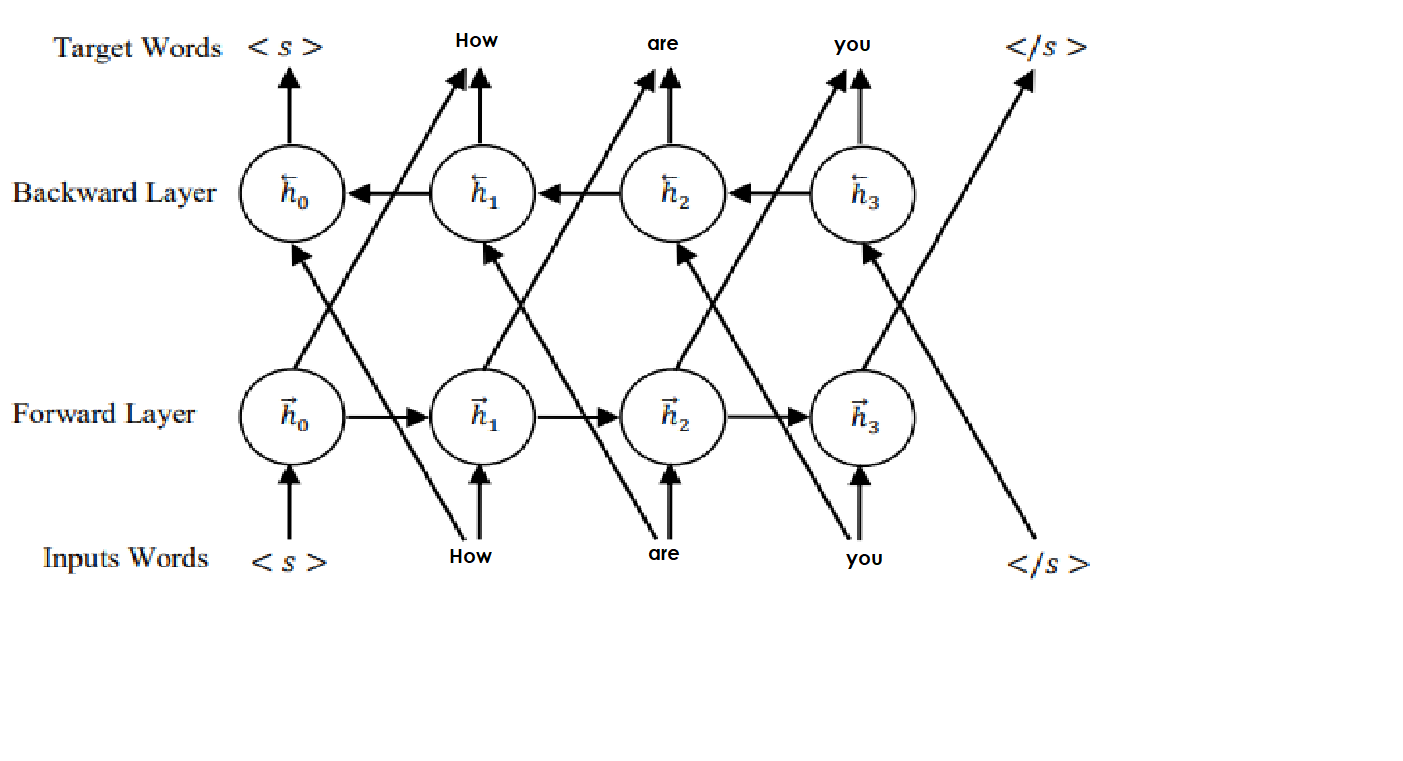 Target Words < s > How are you </s >
Backward Layer h⃖₀ h⃖₁ h⃖₂ h⃖₃
Forward Layer h⃗₀ h⃗₁ h⃗₂ h⃗₃
Inputs Words < s > How are you </s >